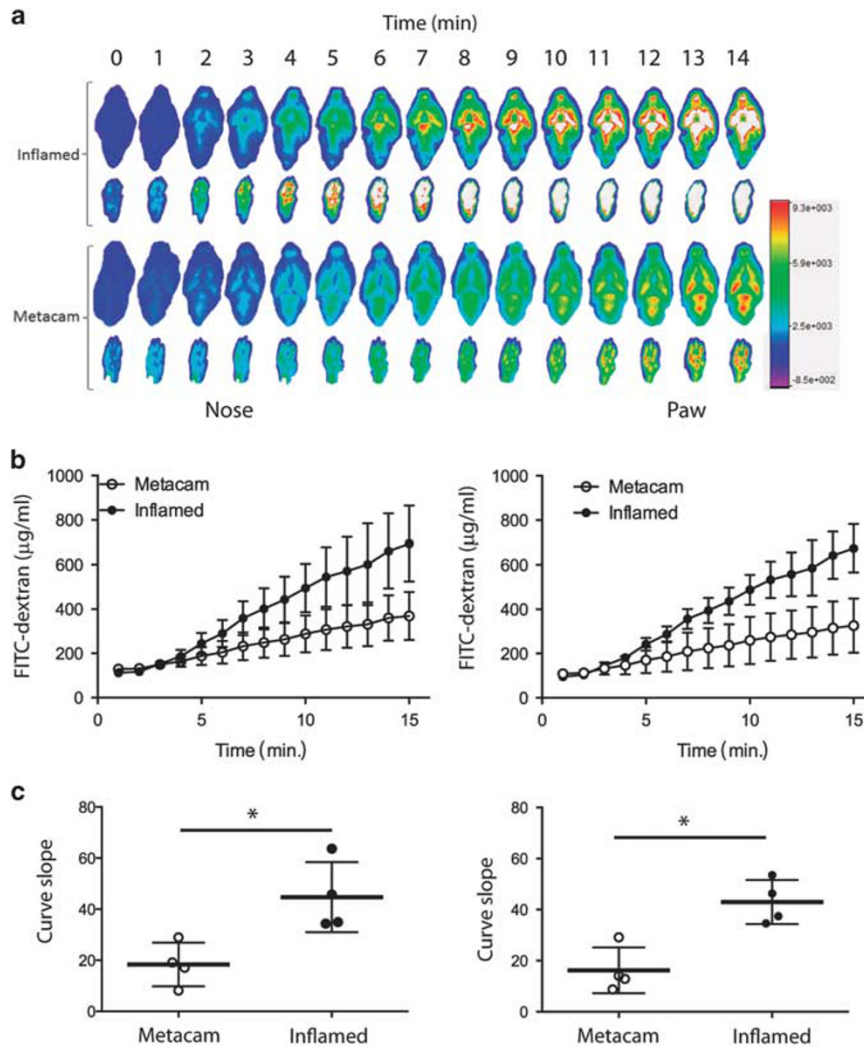 a
Time (min)
0 1 2 3 4 5 6 7 8 9 10 11 12 13 14
Inflamed
Metacam
9.3e+003
5.9e+003
2.5e+003
-8.5e+002
Nose Paw
b
1000
800
600
400
200
0
FITC-dextran (μg/ml)
Metacam
Inflamed
0 5 10 15
Time (min.)
1000
800
600
400
200
0
FITC-dextran (μg/ml)
Metacam
Inflamed
0 5 10 15
Time (min.)
c
80
60
40
20
0
Curve slope
*
Metacam Inflamed
80
60
40
20
0
Curve slope
*
Metacam Inflamed